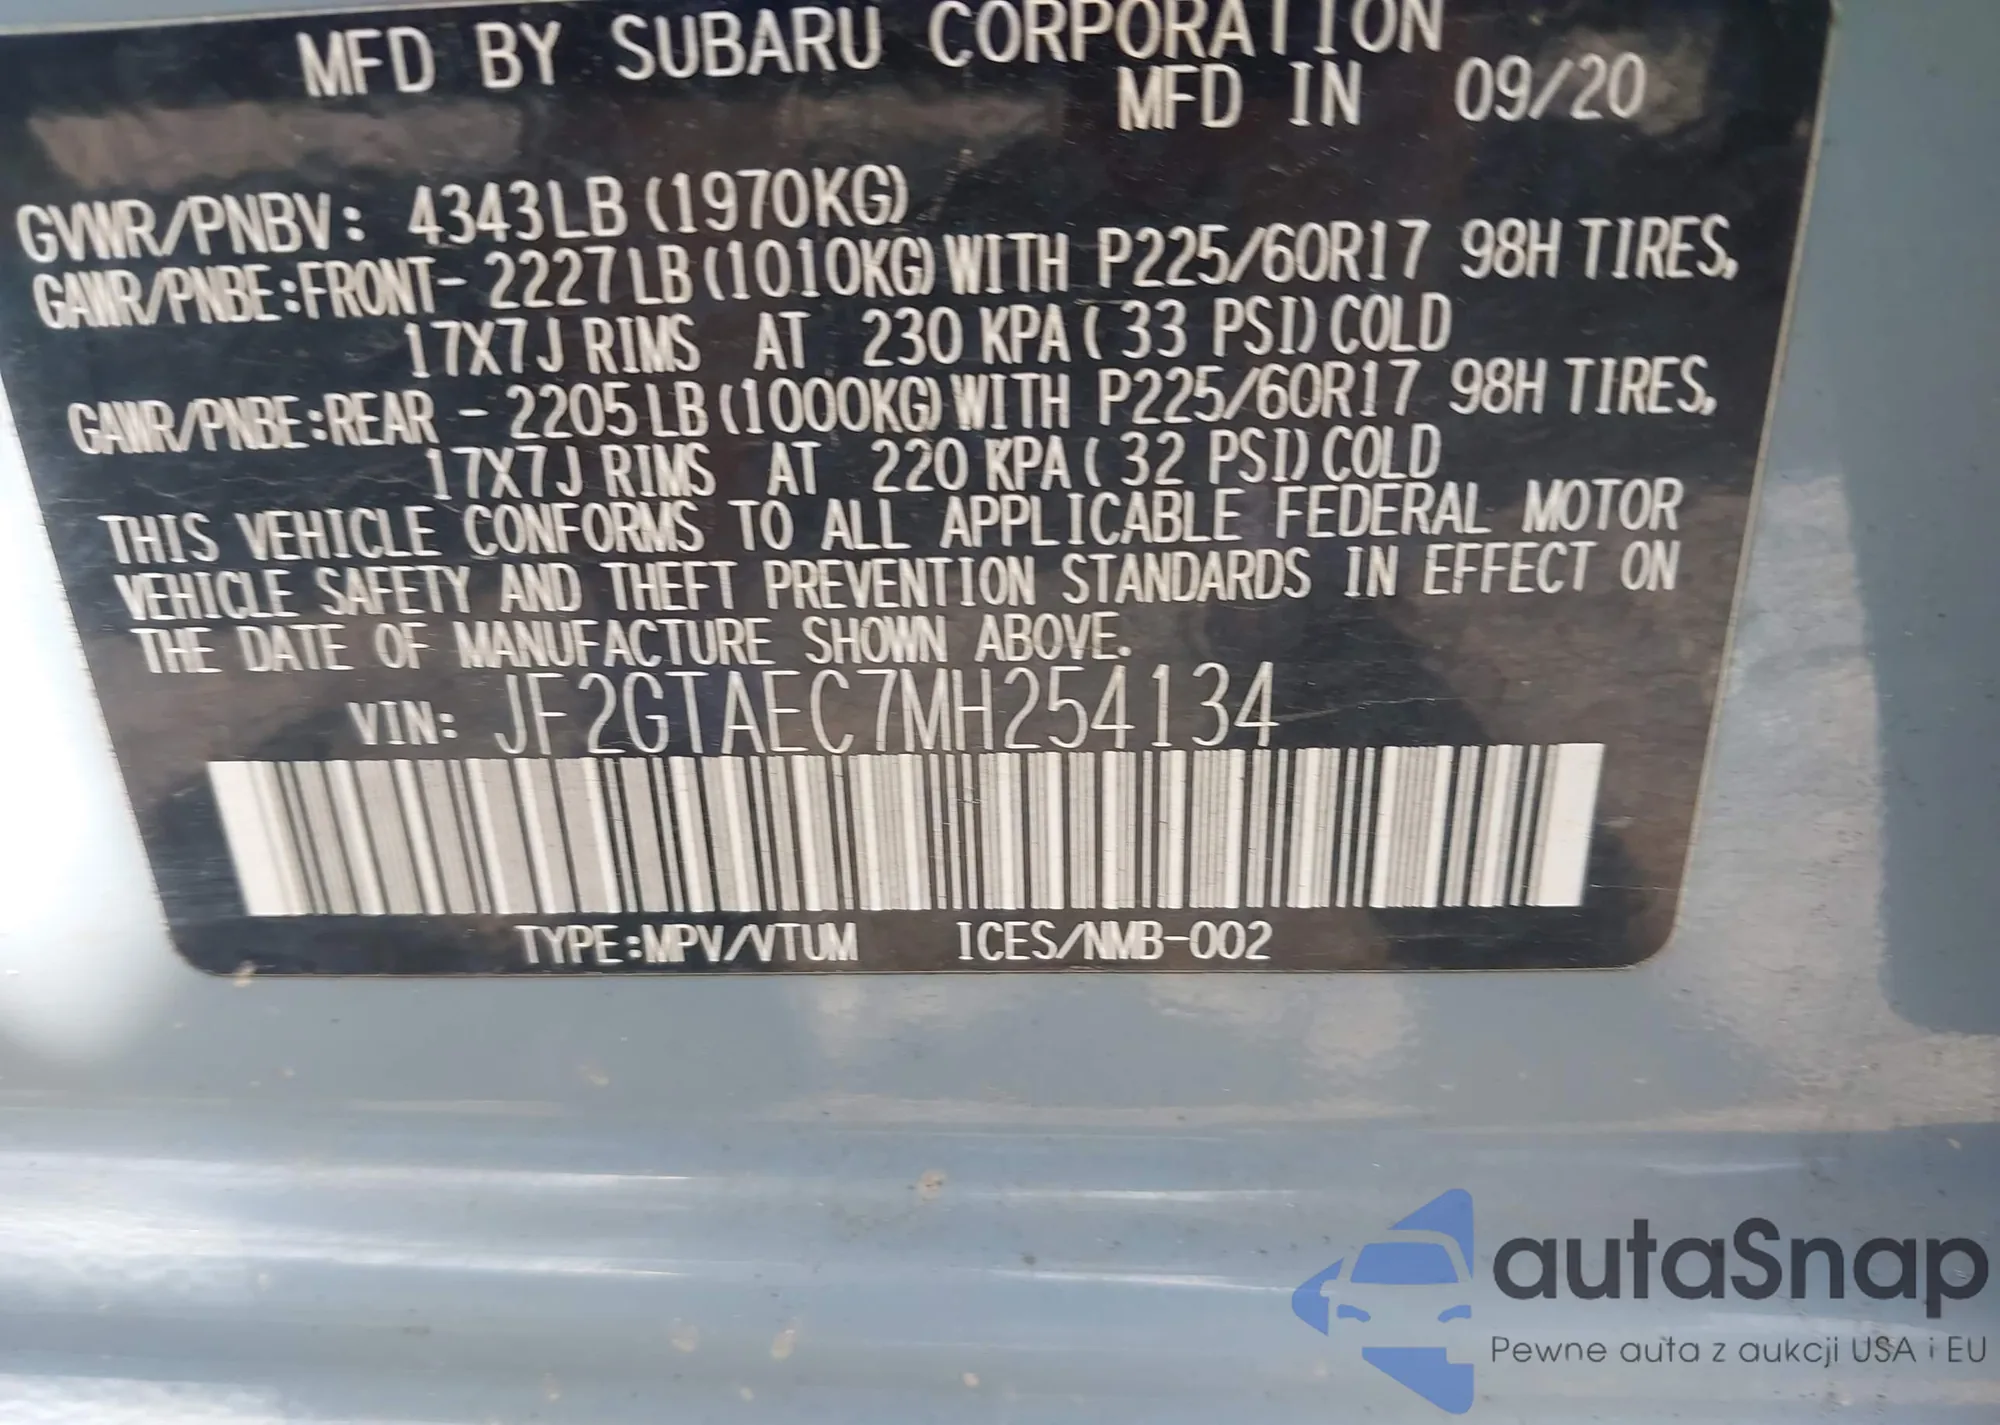 MFD BY SUBARU CORPORATION
MFD IN 09/20
GVWR/PNBV: 4343LB (1970KG)
GAWR/PNBE:FRONT- 2227LB (1010KG) WITH P225/60R17 98H TIRES,
17X7J RIMS AT 230 KPA ( 33 PSI) COLD
GAWR/PNBE:REAR - 2205LB (1000KG) WITH P225/60R17 98H TIRES,
17X7J RIMS AT 220 KPA ( 32 PSI) COLD
THIS VEHICLE CONFORMS TO ALL APPLICABLE FEDERAL MOTOR
VEHICLE SAFETY AND THEFT PREVENTION STANDARDS IN EFFECT ON
THE DATE OF MANUFACTURE SHOWN ABOVE.
VIN: JF2GTAEC7MH254134
TYPE:MPV/VTUM ICES/NMB-002
autaSnap
Pewne auta z aukcji USA i EU